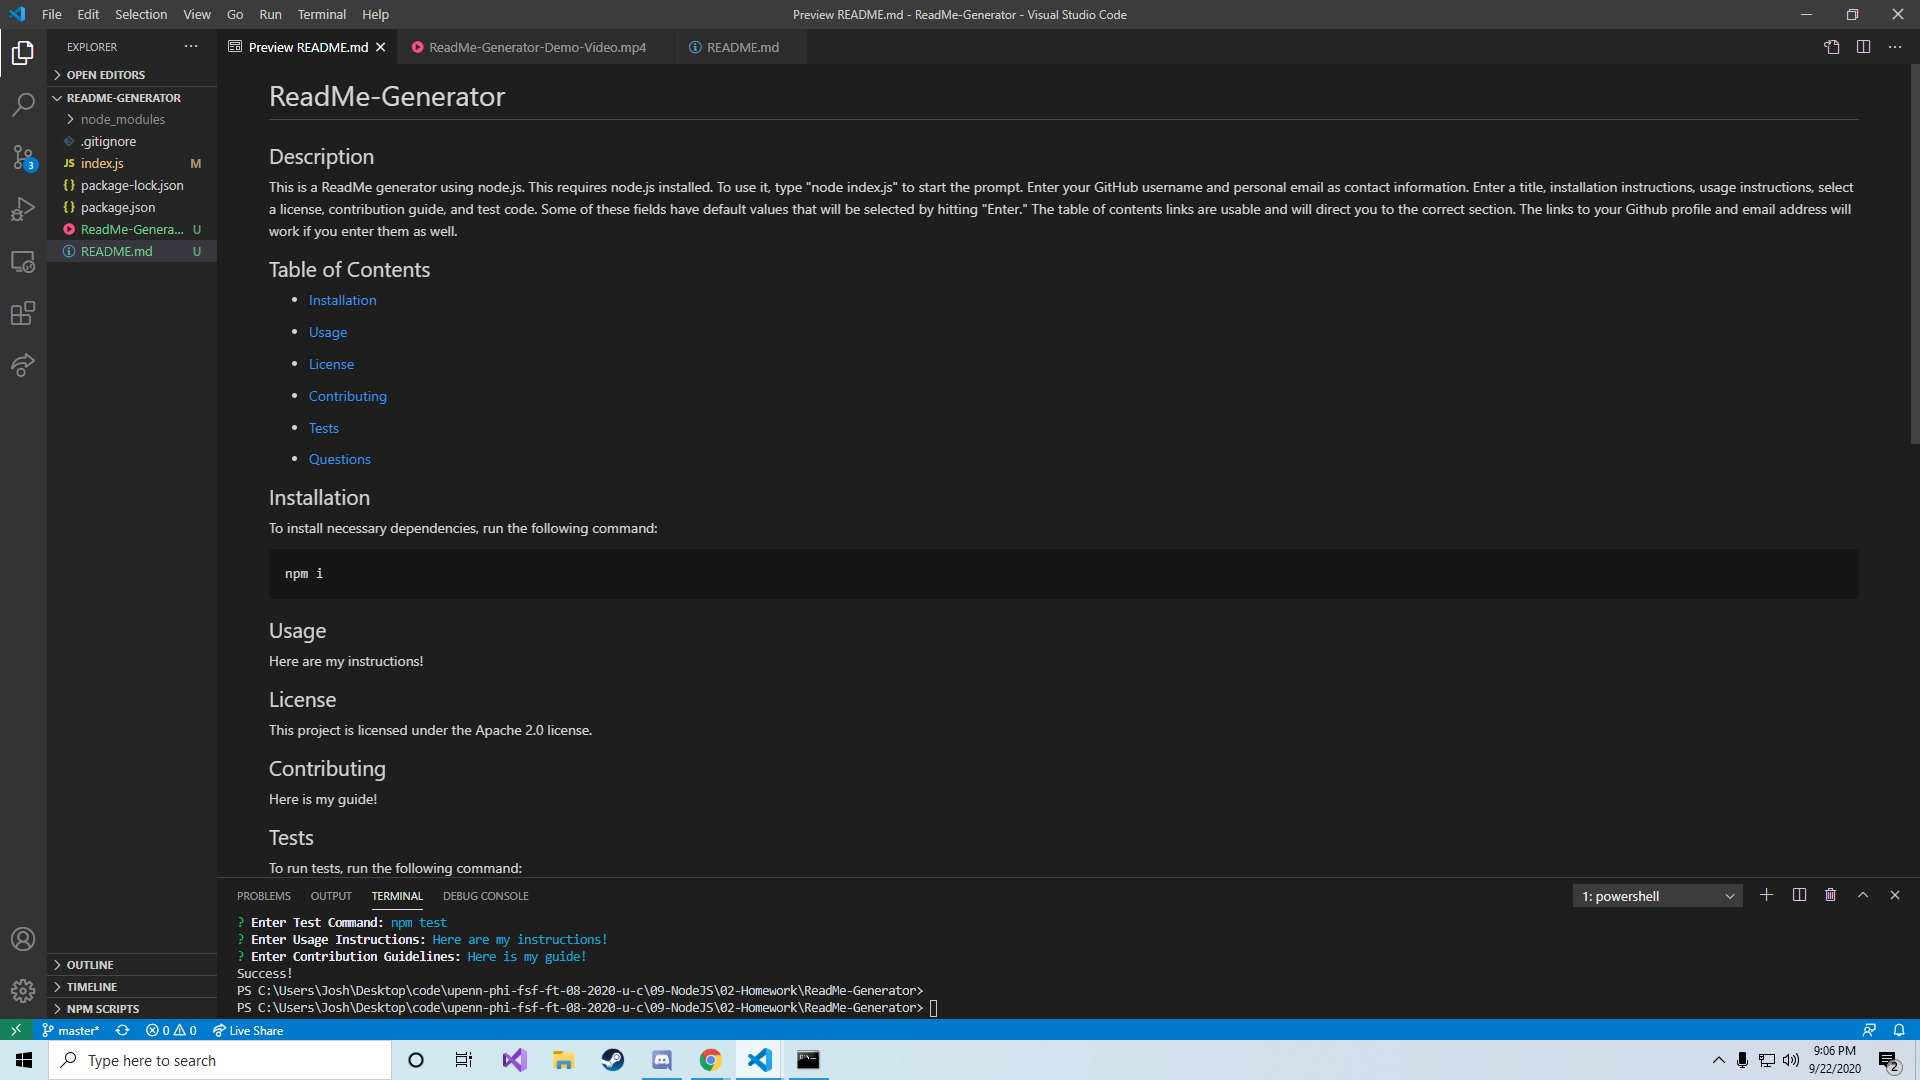 File Edit Selection View Go Run Terminal Help
Preview README.md - ReadMe-Generator - Visual Studio Code
EXPLORER
OPEN EDITORS
README-GENERATOR
node_modules
.gitignore
JS index.js M
{} package-lock.json
{} package.json
ReadMe-Genera... U
README.md U
OUTLINE
TIMELINE
NPM SCRIPTS
3
Preview README.md
ReadMe-Generator-Demo-Video.mp4
README.md
ReadMe-Generator
Description
This is a ReadMe generator using node.js. This requires node.js installed. To use it, type "node index.js" to start the prompt. Enter your GitHub username and personal email as contact information. Enter a title, installation instructions, usage instructions, select
a license, contribution guide, and test code. Some of these fields have default values that will be selected by hitting "Enter." The table of contents links are usable and will direct you to the correct section. The links to your Github profile and email address will
work if you enter them as well.
Table of Contents
• Installation
• Usage
• License
• Contributing
• Tests
• Questions
Installation
To install necessary dependencies, run the following command:
npm i
Usage
Here are my instructions!
License
This project is licensed under the Apache 2.0 license.
Contributing
Here is my guide!
Tests
To run tests, run the following command:
PROBLEMS OUTPUT TERMINAL DEBUG CONSOLE
1: powershell
? Enter Test Command: npm test
? Enter Usage Instructions: Here are my instructions!
? Enter Contribution Guidelines: Here is my guide!
Success!
PS C:\Users\Josh\Desktop\code\upenn-phi-fsf-ft-08-2020-u-c\09-NodeJS\02-Homework\ReadMe-Generator>
PS C:\Users\Josh\Desktop\code\upenn-phi-fsf-ft-08-2020-u-c\09-NodeJS\02-Homework\ReadMe-Generator>
master* 0 0 Live Share
Type here to search
9:06 PM
9/22/2020
2